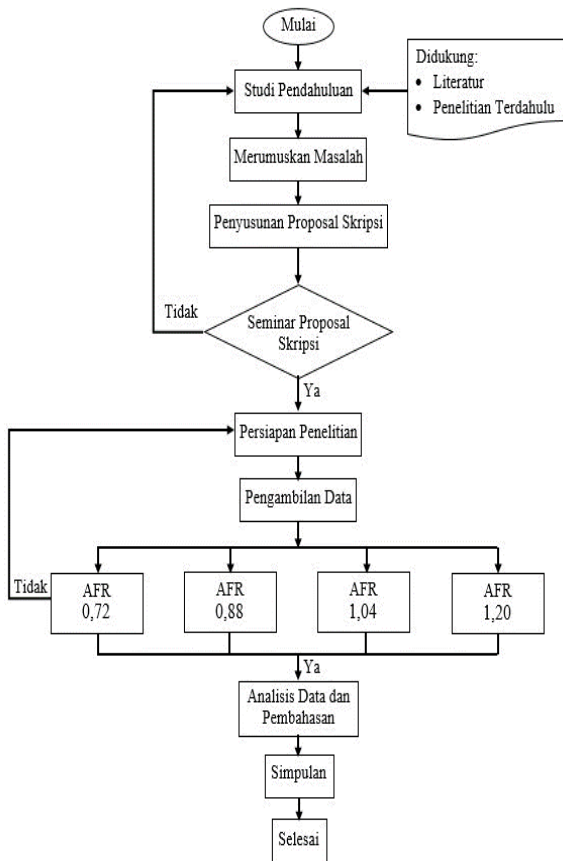 Mulai
Didukung:
• Literatur
• Penelitian Terdahulu
Studi Pendahuluan
Merumuskan Masalah
Penyusunan Proposal Skripsi
Tidak
Seminar Proposal
Skripsi
Ya
Persiapan Penelitian
Pengambilan Data
Tidak
AFR
0,72
AFR
0,88
AFR
1,04
AFR
1,20
Ya
Analisis Data dan
Pembahasan
Simpulan
Selesai